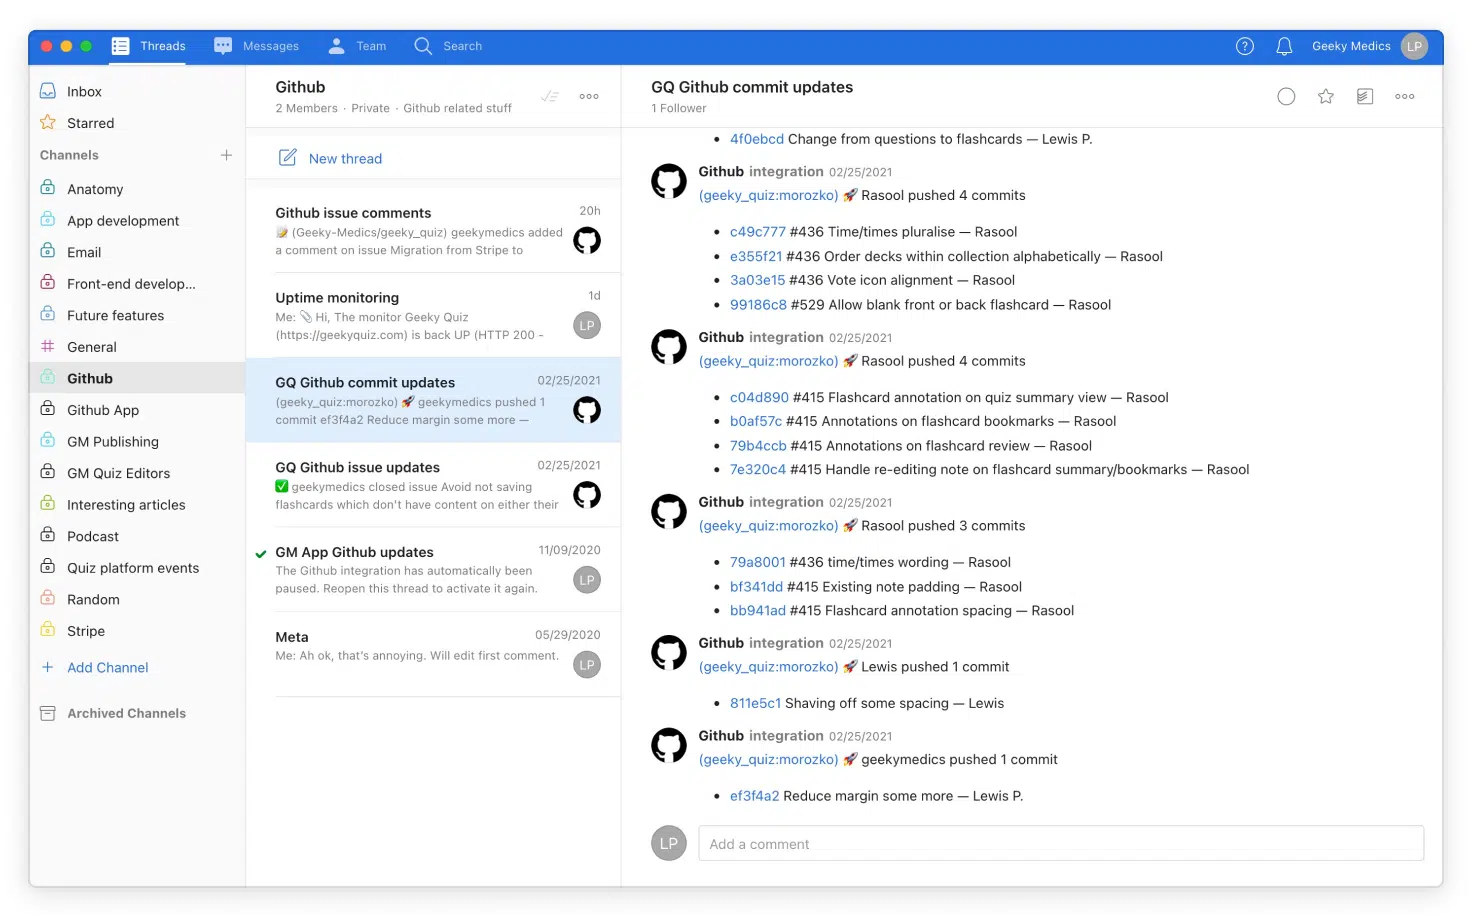 Threads
Messages
Team
Search
?
Geeky Medics
LP
Inbox
Starred
Channels
Anatomy
App development
Email
Front-end develop...
Future features
General
Github
Github App
GM Publishing
GM Quiz Editors
Interesting articles
Podcast
Quiz platform events
Random
Stripe
Add Channel
Archived Channels
Github
2 Members · Private · Github related stuff
New thread
Github issue comments 20h
📝 (Geeky-Medics/geeky_quiz) geekymedics added
a comment on issue Migration from Stripe to
Uptime monitoring 1d
Me: 📎 Hi, The monitor Geeky Quiz
(https://geekyquiz.com) is back UP (HTTP 200 -
LP
GQ Github commit updates 02/25/2021
(geeky_quiz:morozko) 🚀 geekymedics pushed 1
commit ef3f4a2 Reduce margin some more —
GQ Github issue updates 02/25/2021
✅ geekymedics closed issue Avoid not saving
flashcards which don't have content on either their
GM App Github updates 11/09/2020
The Github integration has automatically been
paused. Reopen this thread to activate it again.
LP
Meta 05/29/2020
Me: Ah ok, that's annoying. Will edit first comment.
LP
GQ Github commit updates
1 Follower
• 4f0ebcd Change from questions to flashcards — Lewis P.
Github integration 02/25/2021
(geeky_quiz:morozko) 🚀 Rasool pushed 4 commits
• c49c777 #436 Time/times pluralise — Rasool
• e355f21 #436 Order decks within collection alphabetically — Rasool
• 3a03e15 #436 Vote icon alignment — Rasool
• 99186c8 #529 Allow blank front or back flashcard — Rasool
Github integration 02/25/2021
(geeky_quiz:morozko) 🚀 Rasool pushed 4 commits
• c04d890 #415 Flashcard annotation on quiz summary view — Rasool
• b0af57c #415 Annotations on flashcard bookmarks — Rasool
• 79b4ccb #415 Annotations on flashcard review — Rasool
• 7e320c4 #415 Handle re-editing note on flashcard summary/bookmarks — Rasool
Github integration 02/25/2021
(geeky_quiz:morozko) 🚀 Rasool pushed 3 commits
• 79a8001 #436 time/times wording — Rasool
• bf341dd #415 Existing note padding — Rasool
• bb941ad #415 Flashcard annotation spacing — Rasool
Github integration 02/25/2021
(geeky_quiz:morozko) 🚀 Lewis pushed 1 commit
• 811e5c1 Shaving off some spacing — Lewis
Github integration 02/25/2021
(geeky_quiz:morozko) 🚀 geekymedics pushed 1 commit
• ef3f4a2 Reduce margin some more — Lewis P.
LP
Add a comment